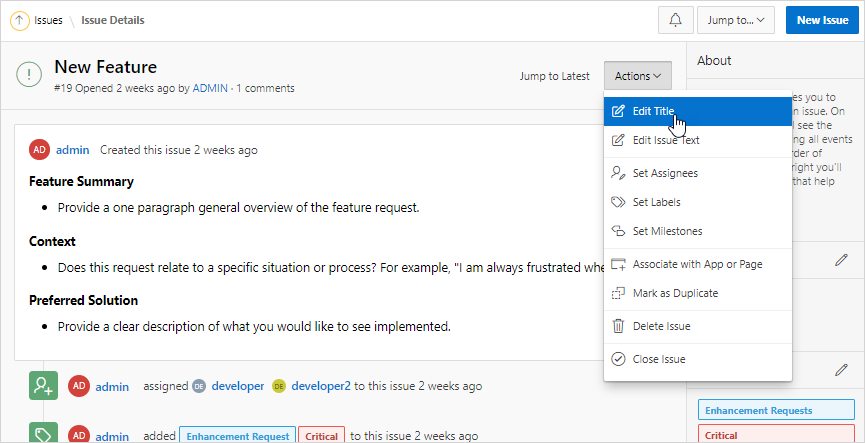 Issues \ Issue Details
Jump to...
New Issue
New Feature
#19 Opened 2 weeks ago by ADMIN · 1 comments
Jump to Latest
Actions
Edit Title
Edit Issue Text
Set Assignees
Set Labels
Set Milestones
Associate with App or Page
Mark as Duplicate
Delete Issue
Close Issue
AD admin Created this issue 2 weeks ago
Feature Summary
• Provide a one paragraph general overview of the feature request.
Context
• Does this request relate to a specific situation or process? For example, "I am always frustrated whe
Preferred Solution
• Provide a clear description of what you would like to see implemented.
AD admin assigned DE developer DE developer2 to this issue 2 weeks ago
AD admin added Enhancement Request Critical to this issue 2 weeks ago
About
es you to
n issue. On
l see the
ng all events
rder of
right you'll
that help
Enhancement Requests
Critical